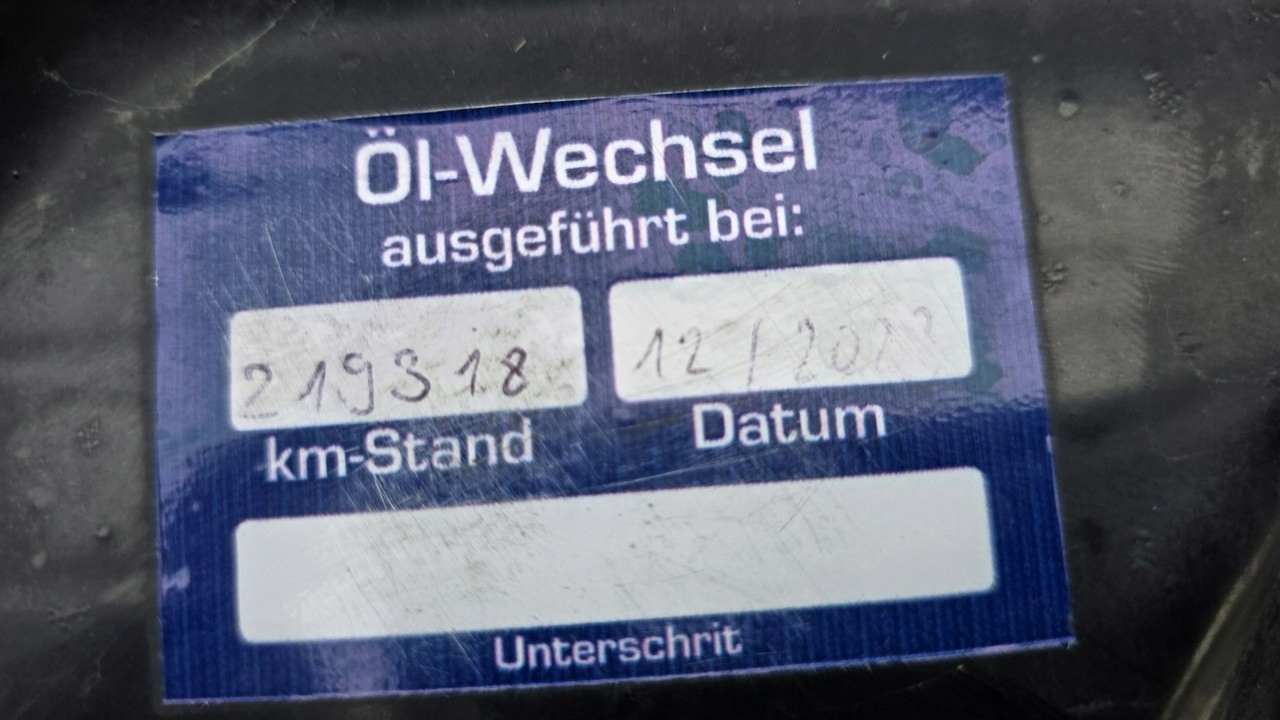 Öl-Wechsel
ausgeführt bei:
219318
km-Stand
12/2022
Datum
Unterschrit